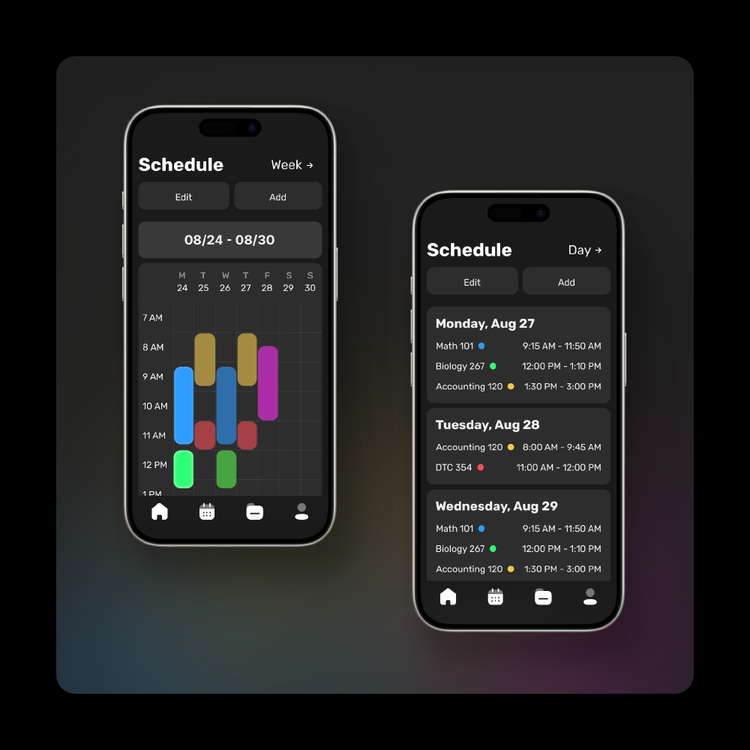 Schedule
Week →
Edit
Add
08/24 - 08/30
M T W T F S S
24 25 26 27 28 29 30
7 AM
8 AM
9 AM
10 AM
11 AM
12 PM
1 PM
Schedule
Day →
Edit
Add
Monday, Aug 27
Math 101 9:15 AM - 11:50 AM
Biology 267 12:00 PM - 1:10 PM
Accounting 120 1:30 PM - 3:00 PM
Tuesday, Aug 28
Accounting 120 8:00 AM - 9:45 AM
DTC 354 11:00 AM - 12:00 PM
Wednesday, Aug 29
Math 101 9:15 AM - 11:50 AM
Biology 267 12:00 PM - 1:10 PM
Accounting 120 1:30 PM - 3:00 PM